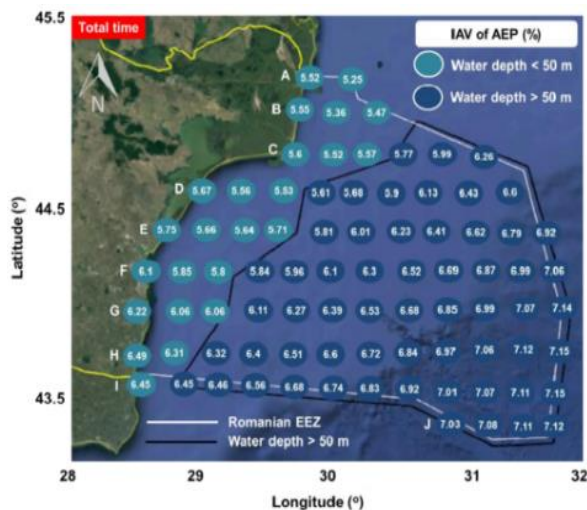 Total time
IAV of AEP (%)
Water depth < 50 m
Water depth > 50 m
N
A 5.52 5.25
B 5.55 5.36 5.47
C 5.6 5.52 5.57 5.77 5.99 6.26
D 5.67 5.56 5.53 5.61 5.68 5.9 6.13 6.43 6.6
E 5.75 5.66 5.64 5.71 5.81 6.01 6.23 6.41 6.62 6.79 6.92
F 6.1 5.85 5.8 5.84 5.96 6.1 6.3 6.52 6.69 6.87 6.99 7.06
G 6.22 6.06 6.06 6.11 6.27 6.39 6.53 6.68 6.85 6.99 7.07 7.14
H 6.49 6.31 6.32 6.4 6.51 6.6 6.72 6.84 6.97 7.06 7.12 7.15
I 6.45 6.45 6.46 6.56 6.68 6.74 6.83 6.92 7.01 7.07 7.11 7.15
J 7.03 7.08 7.11 7.12
Romanian EEZ
Water depth > 50 m
45.5
44.5
43.5
Latitude (º)
28 29 30 31 32
Longitude (º)